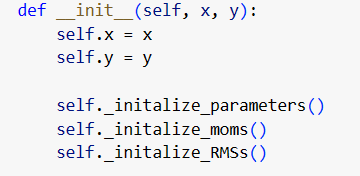 def __init__(self, x, y):
self.x = x
self.y = y
self._initalize_parameters()
self._initalize_moms()
self._initalize_RMSs()